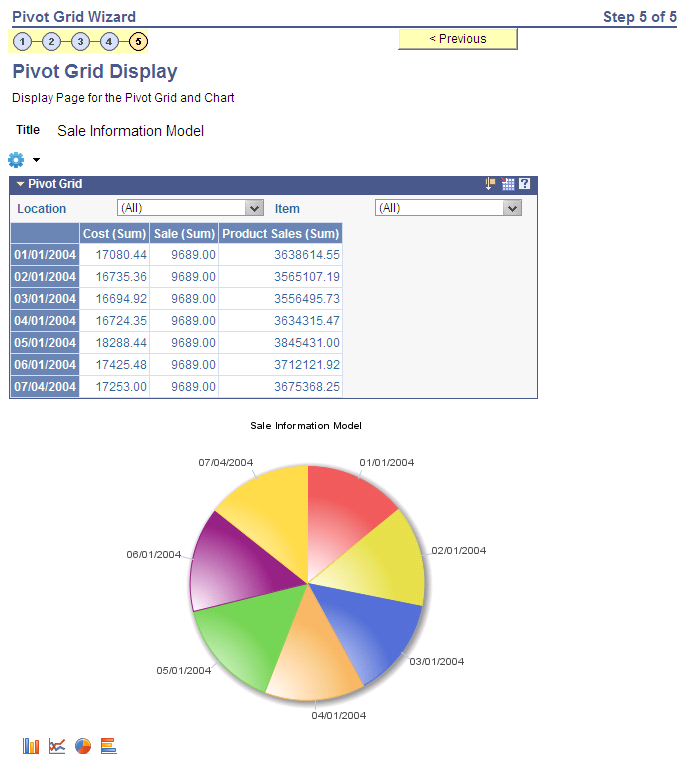 Pivot Grid Wizard Step 5 of 5
1 2 3 4 5 < Previous
Pivot Grid Display
Display Page for the Pivot Grid and Chart
Title Sale Information Model
Pivot Grid ?
Location (All) Item (All)
Cost (Sum) Sale (Sum) Product Sales (Sum)
01/01/2004 17080.44 9689.00 3638614.55
02/01/2004 16735.36 9689.00 3565107.19
03/01/2004 16694.92 9689.00 3556495.73
04/01/2004 16724.35 9689.00 3634315.47
05/01/2004 18288.44 9689.00 3845431.00
06/01/2004 17425.48 9689.00 3712121.92
07/04/2004 17253.00 9689.00 3675368.25
Sale Information Model
07/04/2004 01/01/2004
06/01/2004 02/01/2004
05/01/2004 03/01/2004
04/01/2004